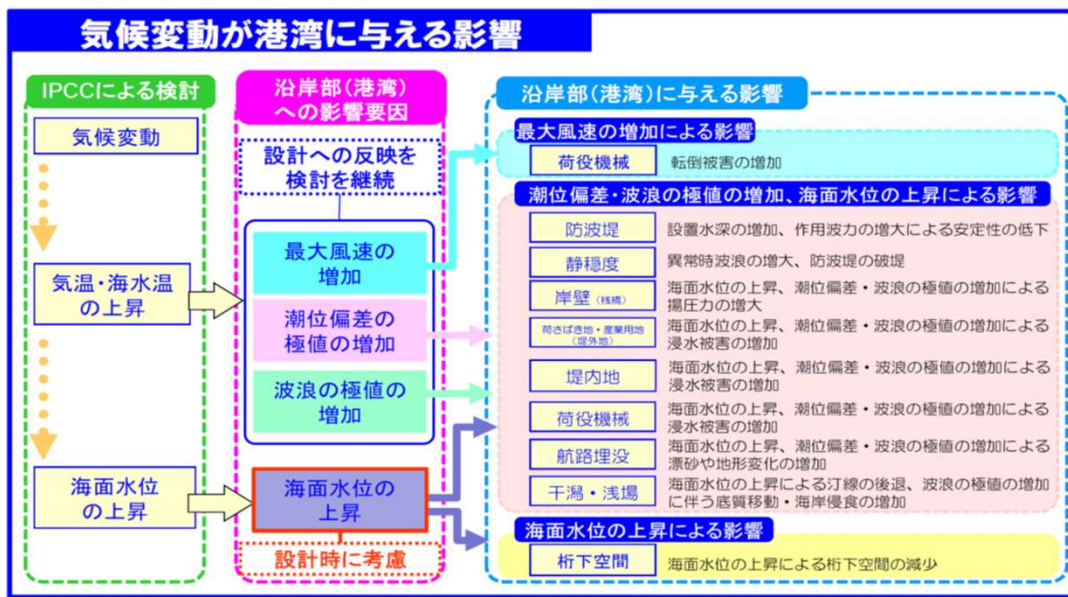 気候変動が港湾に与える影響
IPCCによる検討
気候変動
気温・海水温
の上昇
海面水位
の上昇
沿岸部(港湾)
への影響要因
設計への反映を
検討を継続
最大風速の
増加
潮位偏差の
極値の増加
波浪の極値の
増加
海面水位の
上昇
設計時に考慮
沿岸部(港湾)に与える影響
最大風速の増加による影響
荷役機械
転倒被害の増加
潮位偏差・波浪の極値の増加、海面水位の上昇による影響
防波堤
設置水深の増加、作用波力の増大による安定性の低下
静穏度
異常時波浪の増大、防波堤の破堤
岸壁(桟橋)
海面水位の上昇、潮位偏差・波浪の極値の増加による
揚圧力の増大
荷さばき地・産業用地
(堤外地)
海面水位の上昇、潮位偏差・波浪の極値の増加による
浸水被害の増加
堤内地
海面水位の上昇、潮位偏差・波浪の極値の増加による
浸水被害の増加
荷役機械
海面水位の上昇、潮位偏差・波浪の極値の増加による
浸水被害の増加
航路埋没
海面水位の上昇、潮位偏差・波浪の極値の増加による
漂砂や地形変化の増加
干潟・浅場
海面水位の上昇による汀線の後退、波浪の極値の増加
に伴う底質移動・海岸侵食の増加
海面水位の上昇による影響
桁下空間
海面水位の上昇による桁下空間の減少